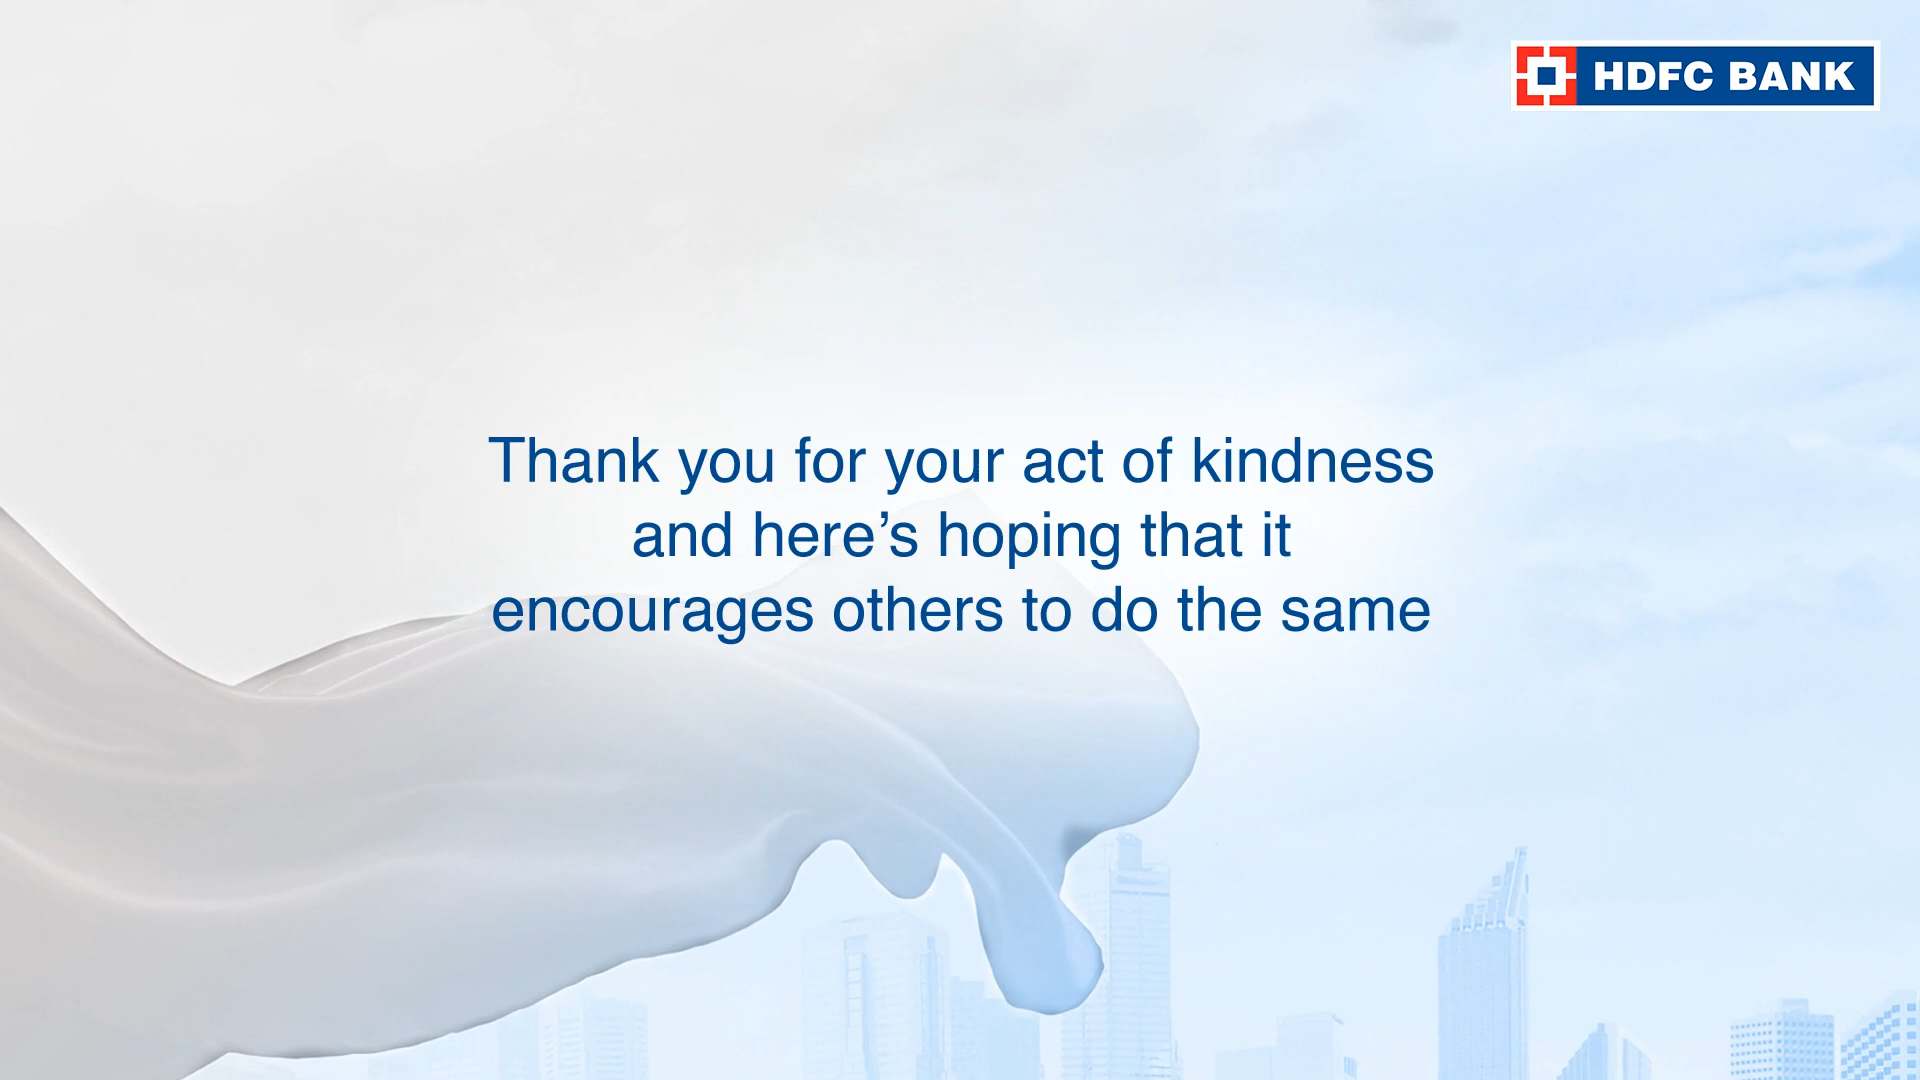 HDFC BANK
Thank you for your act of kindness
and here’s hoping that it
encourages others to do the same